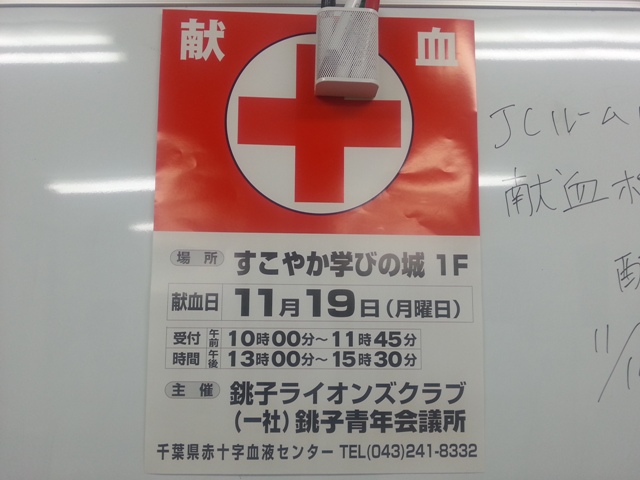 献血
場所 すこやか学びの城 1F
献血日 11月19日(月曜日)
受付 午前 10時00分～11時45分
時間 午後 13時00分～15時30分
主催 銚子ライオンズクラブ
(一社)銚子青年会議所
千葉県赤十字血液センター TEL(043)241-8332
JCルーム
献血ポ
11/